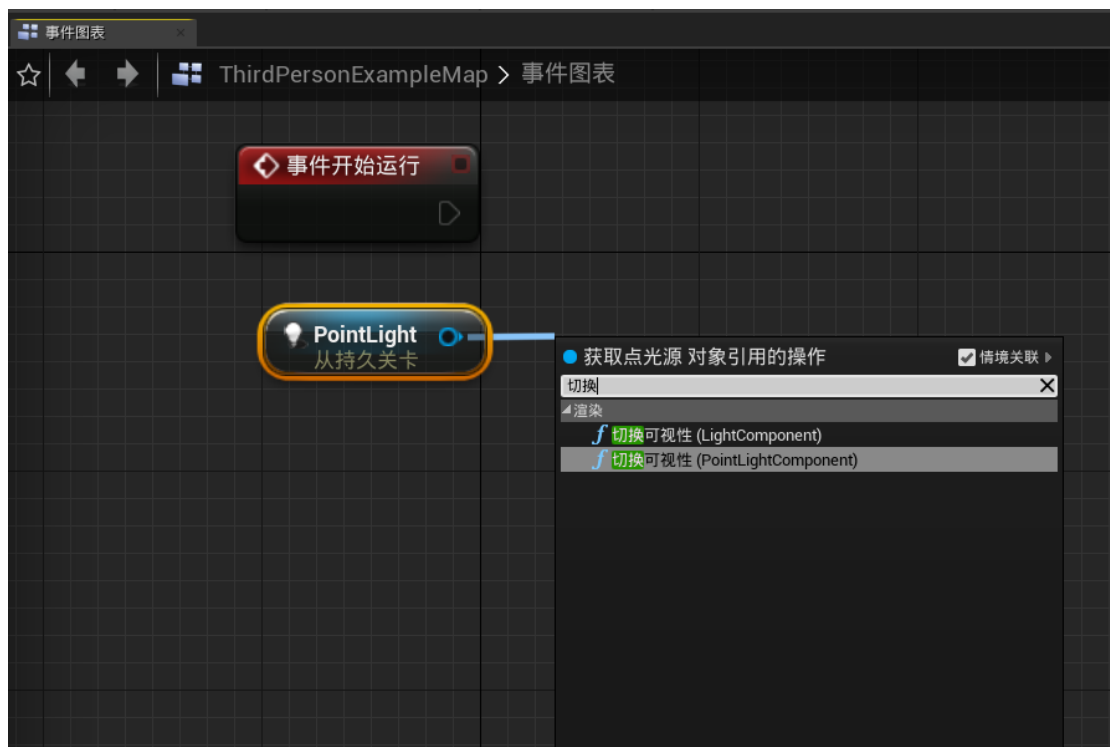 事件图表
ThirdPersonExampleMap > 事件图表
事件开始运行
PointLight
从持久关卡
获取点光源 对象引用的操作 情境关联
切换
渲染
f 切换可视性 (LightComponent)
f 切换可视性 (PointLightComponent)